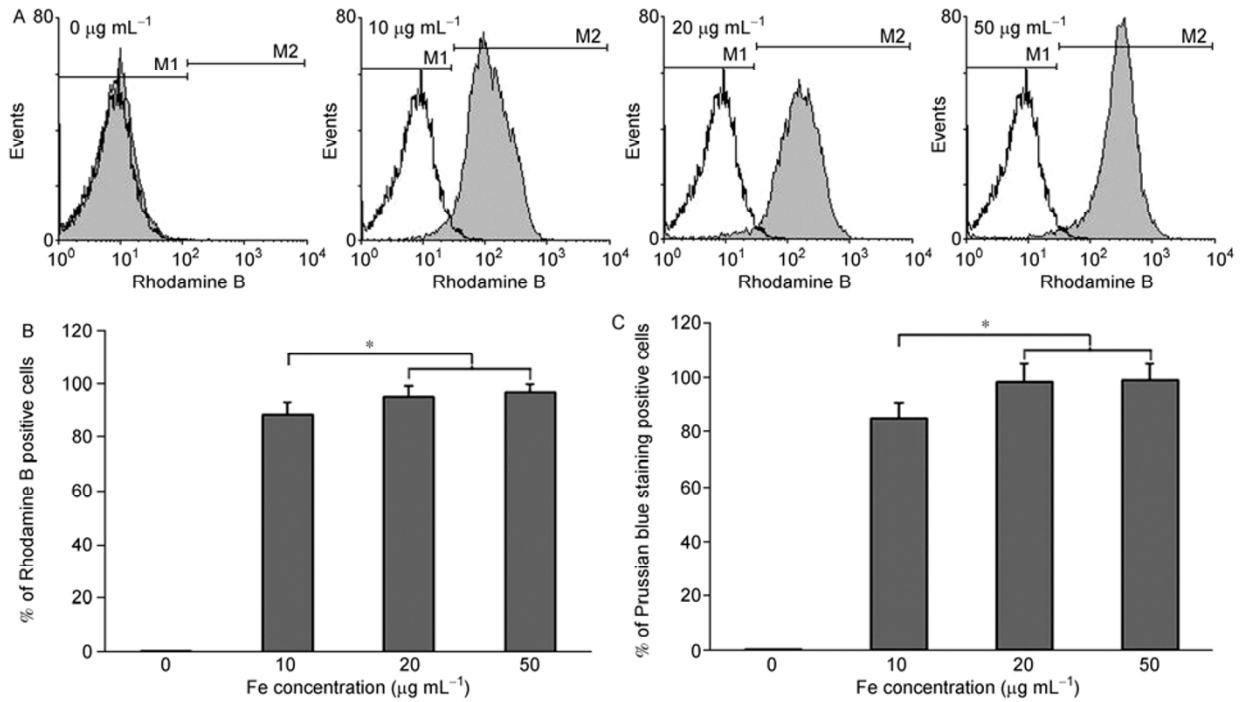 A
80
0 μg mL⁻¹
M2
M1
Events
0
10⁰ 10¹ 10² 10³ 10⁴
Rhodamine B
80
10 μg mL⁻¹
M2
M1
Events
0
10⁰ 10¹ 10² 10³ 10⁴
Rhodamine B
80
20 μg mL⁻¹
M2
M1
Events
0
10⁰ 10¹ 10² 10³ 10⁴
Rhodamine B
80
50 μg mL⁻¹
M2
M1
Events
0
10⁰ 10¹ 10² 10³ 10⁴
Rhodamine B
B
% of Rhodamine B positive cells
120
100
80
60
40
20
0
*
0 10 20 50
Fe concentration (μg mL⁻¹)
C
% of Prussian blue staining positive cells
120
100
80
60
40
20
0
*
0 10 20 50
Fe concentration (μg mL⁻¹)